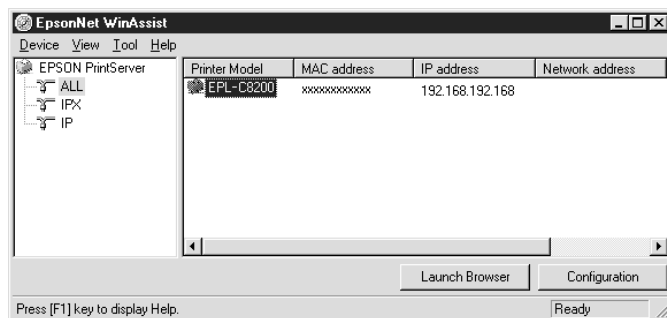 EpsonNet WinAssist
Device View Tool Help
EPSON PrintServer
ALL
IPX
IP
Printer Model MAC address IP address Network address
EPL-C8200 xxxxxxxxxxxx 192.168.192.168
Launch Browser Configuration
Press [F1] key to display Help. Ready